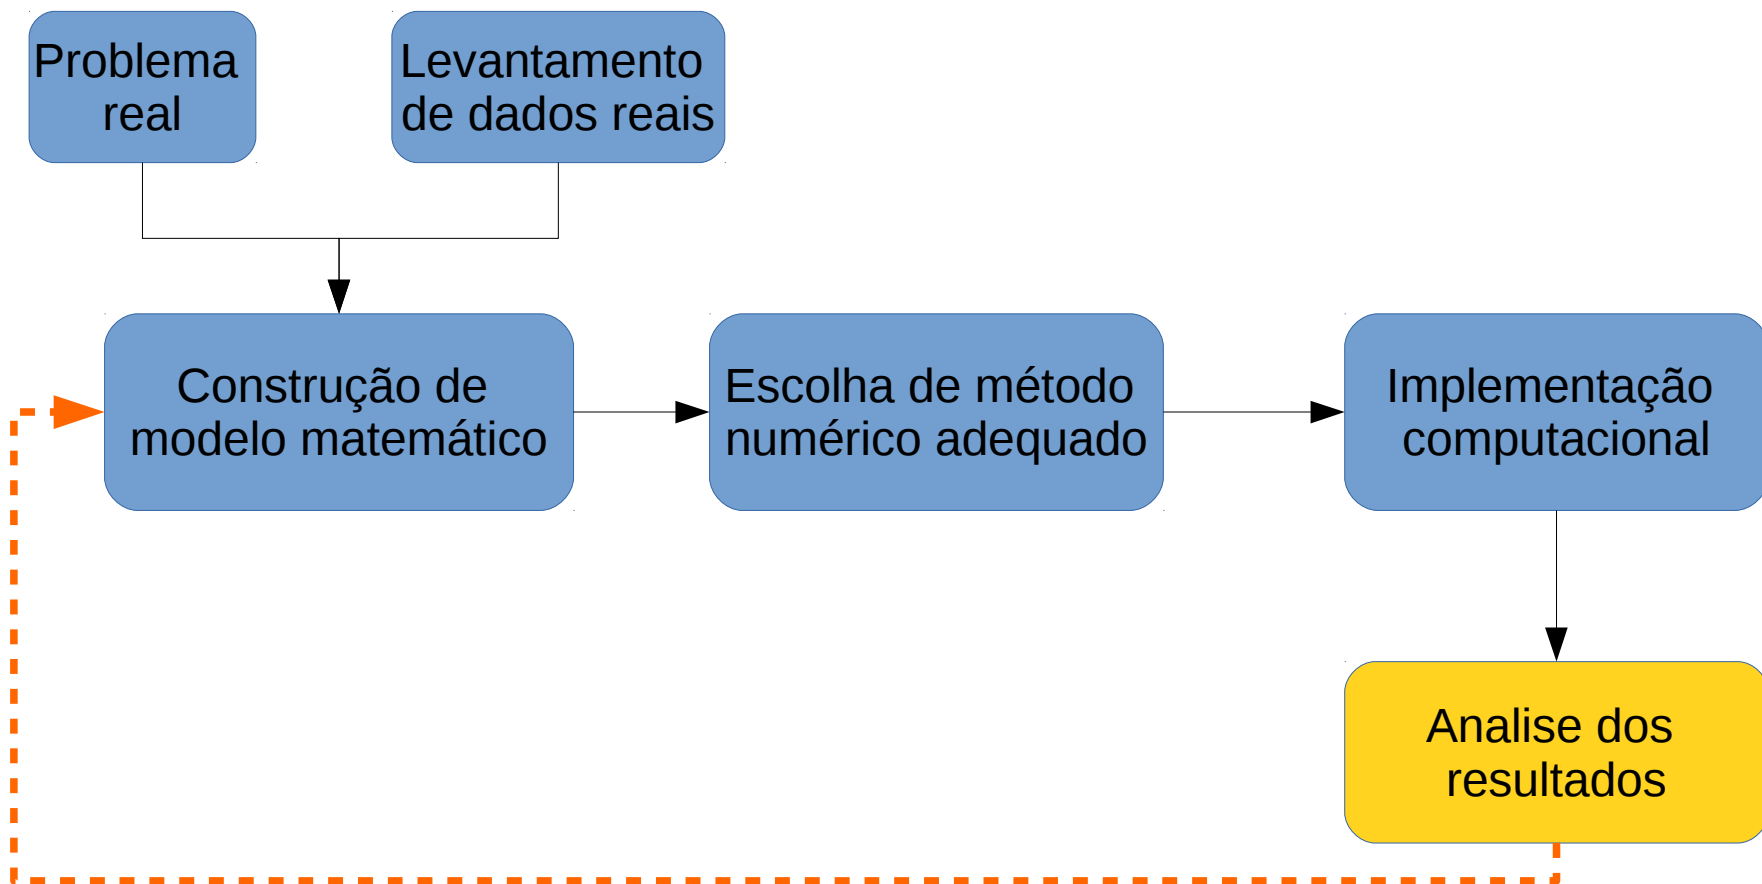 Problema
real
Levantamento
de dados reais
Construção de
modelo matemático
Escolha de método
numérico adequado
Implementação
computacional
Analise dos
resultados